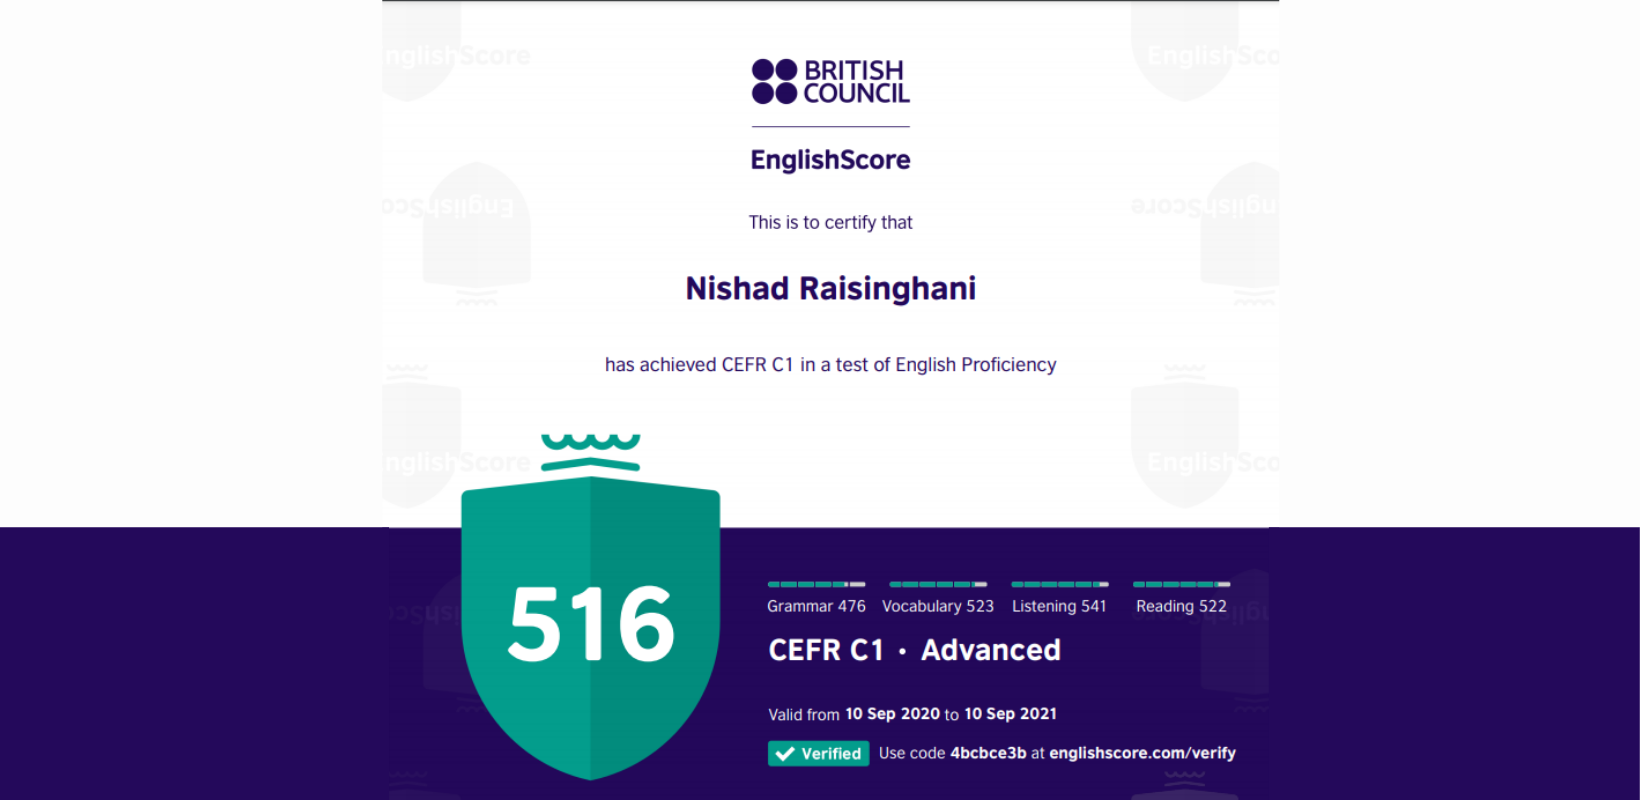 BRITISH
COUNCIL
EnglishScore
This is to certify that
Nishad Raisinghani
has achieved CEFR C1 in a test of English Proficiency
516
Grammar 476 Vocabulary 523 Listening 541 Reading 522
CEFR C1 · Advanced
Valid from 10 Sep 2020 to 10 Sep 2021
Verified Use code 4bcbce3b at englishscore.com/verify